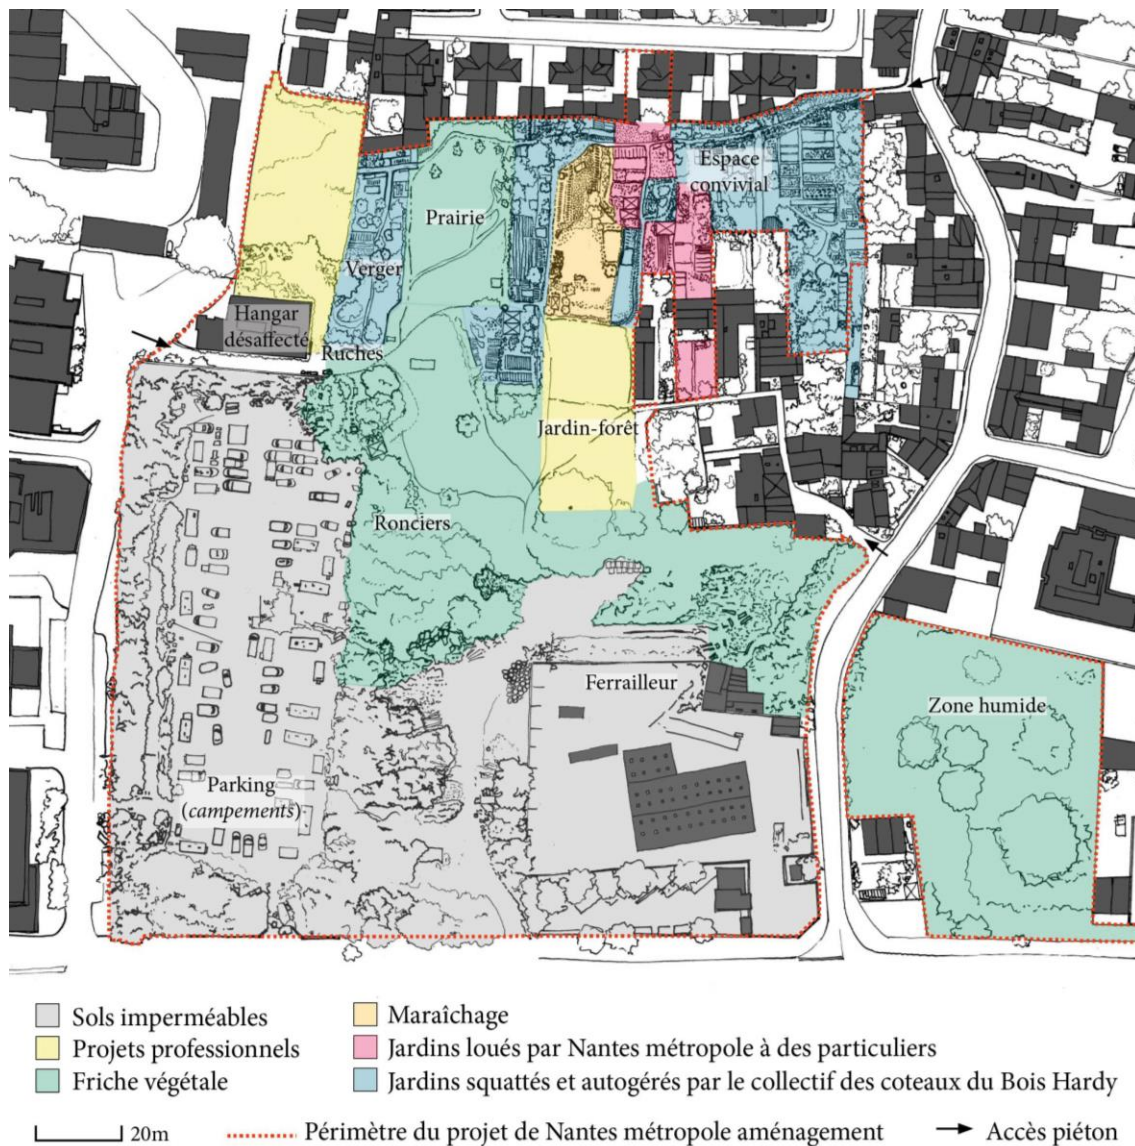 Espace
convivial
Prairie
Verger
Hangar
désaffecté
Ruches
Jardin-forêt
Ronciers
Ferrailleur
Zone humide
Parking
(campements)
Sols imperméables
Projets professionnels
Friche végétale
Maraîchage
Jardins loués par Nantes métropole à des particuliers
Jardins squattés et autogérés par le collectif des coteaux du Bois Hardy
20m
Périmètre du projet de Nantes métropole aménagement
Accès piéton